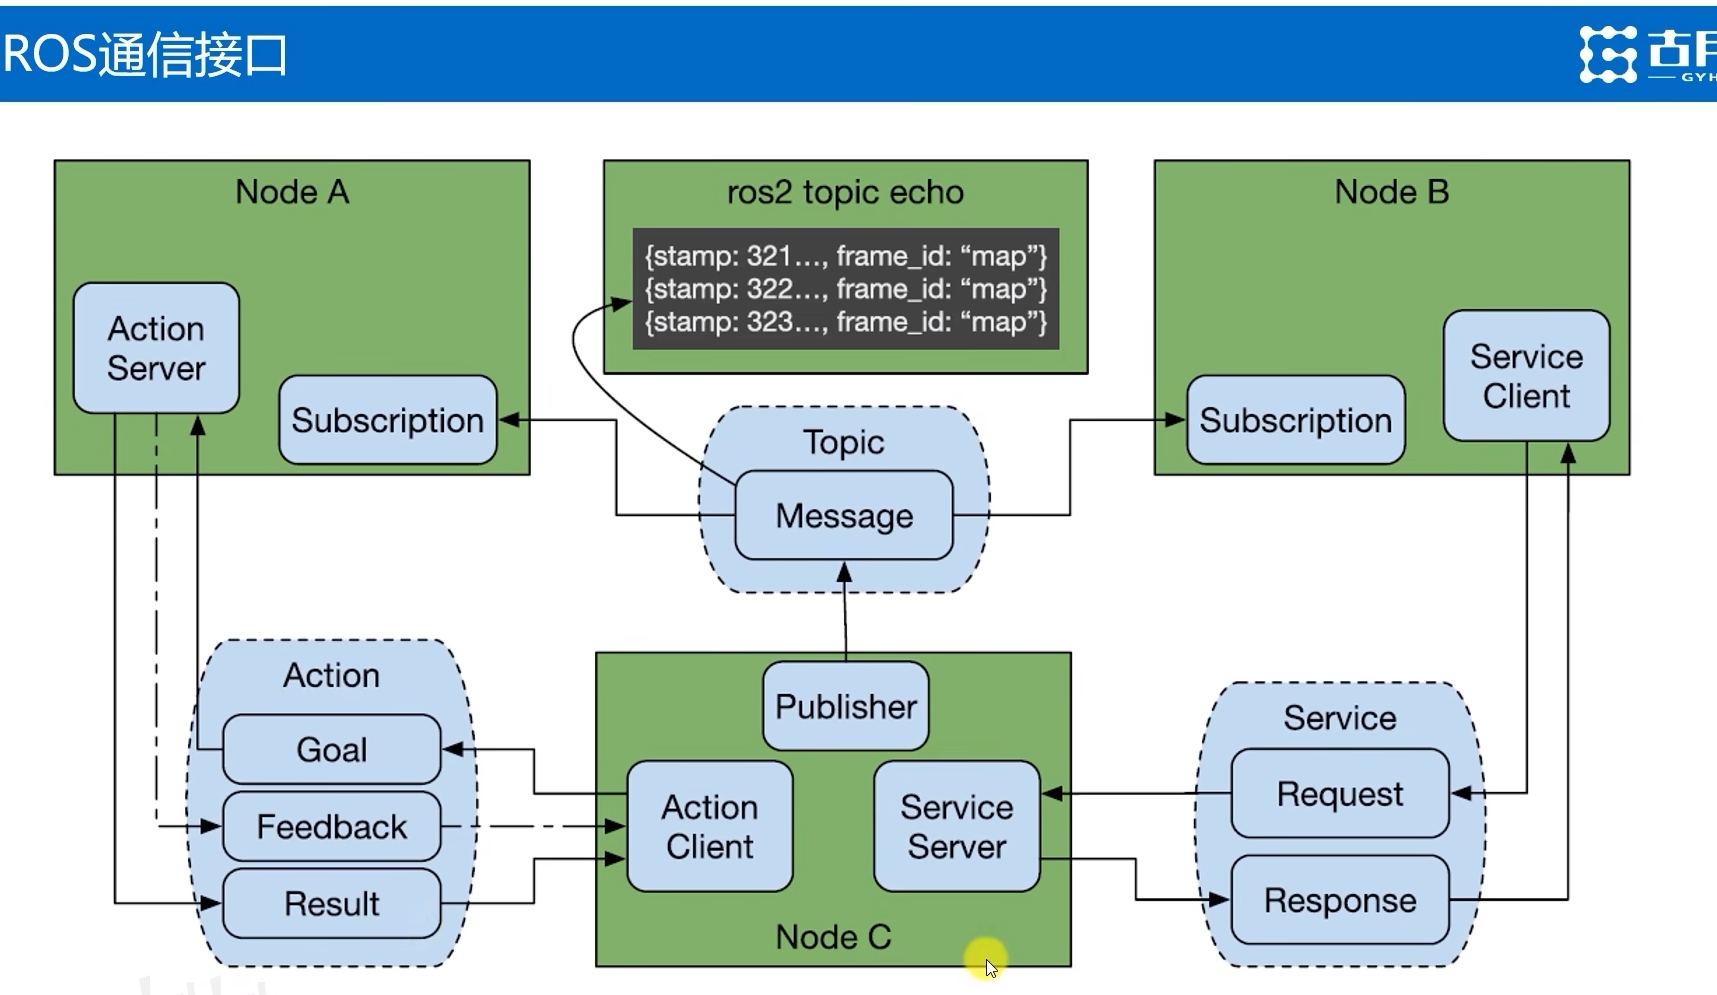 ROS通信接口
古月
GYH
Node A
ros2 topic echo
Node B
{stamp: 321..., frame_id: “map”}
{stamp: 322..., frame_id: “map”}
{stamp: 323..., frame_id: “map”}
Action
Server
Subscription
Topic
Message
Subscription
Service
Client
Action
Goal
Feedback
Result
Publisher
Action
Client
Service
Server
Node C
Service
Request
Response